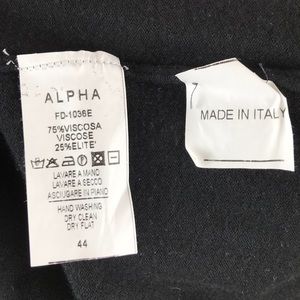 ALPHA
FD-1036E
75%VISCOSA
VISCOSE
25%ELITE'
LAVARE A MANO
LAVARE A SECCO
ASCIUGARE IN PIANO
HAND WASHING
DRY CLEAN
DRY FLAT
44
7
MADE IN ITALY